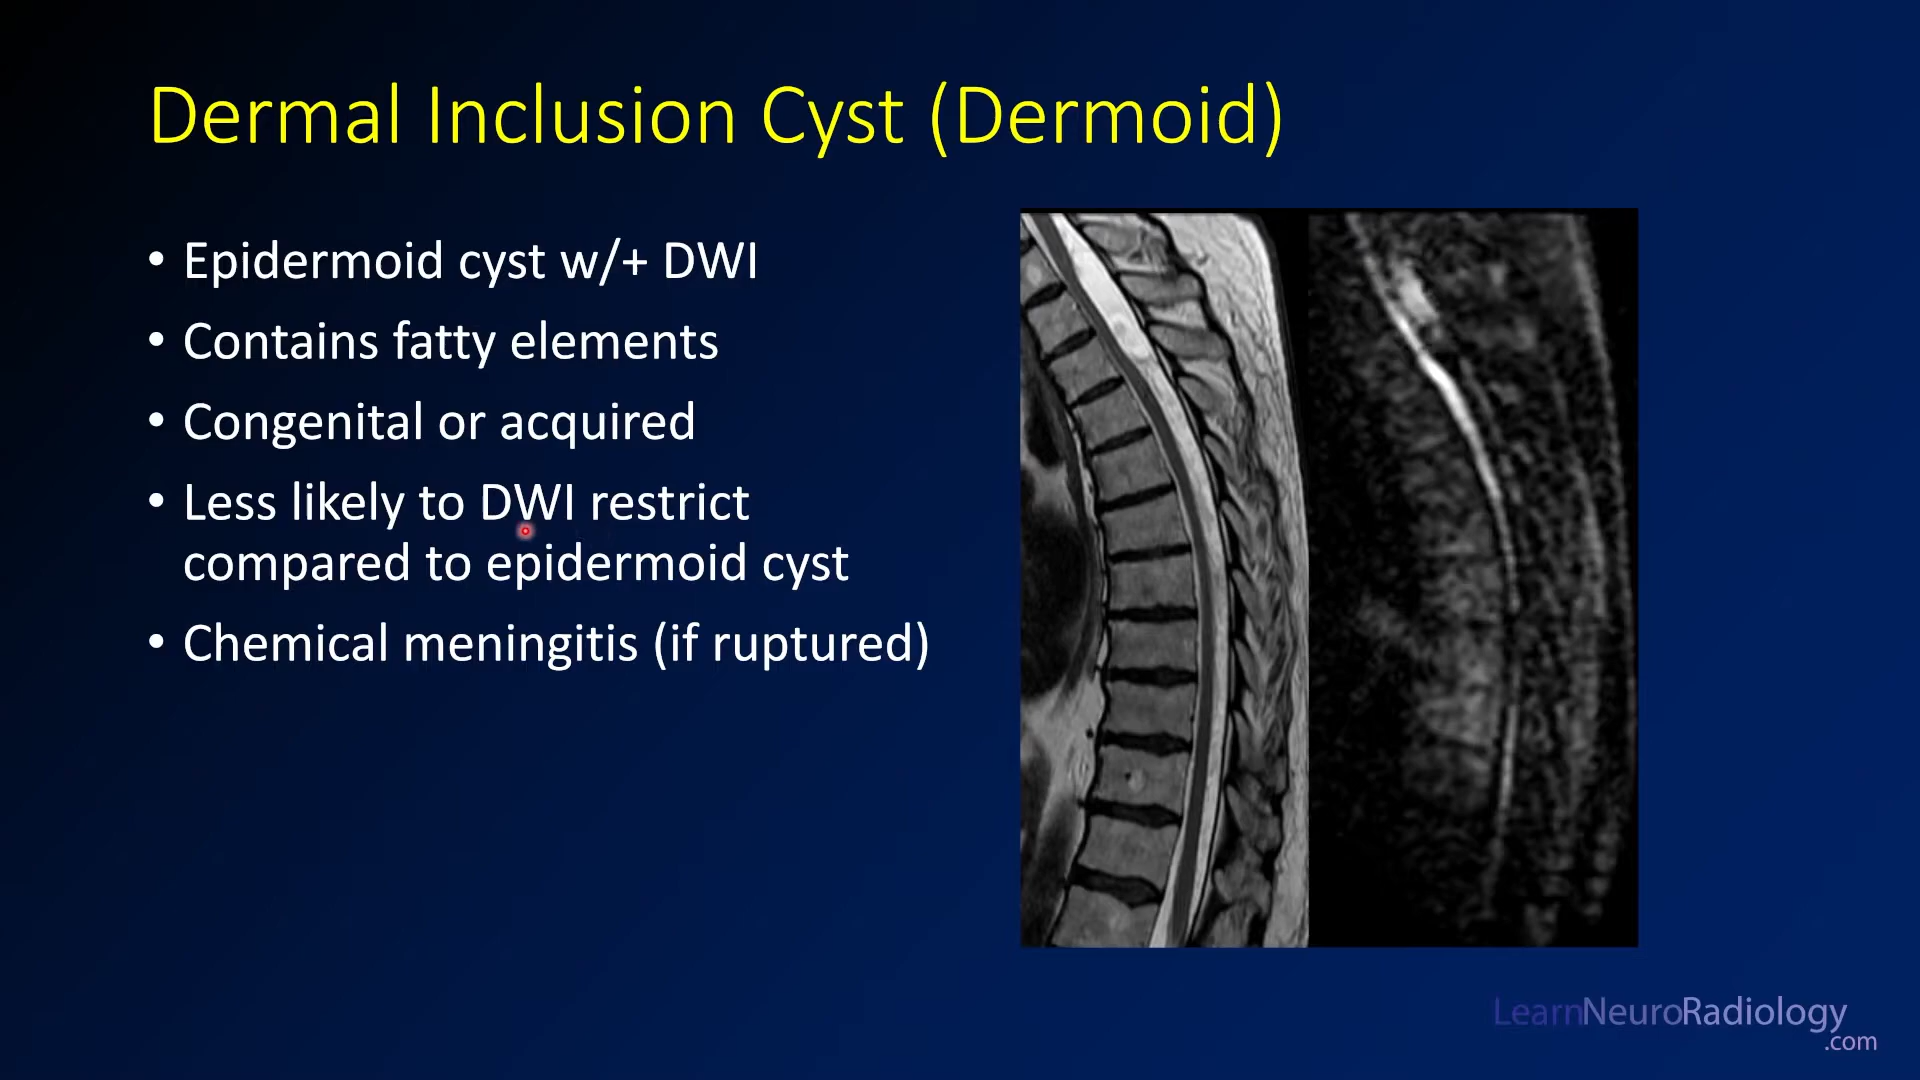 Dermal Inclusion Cyst (Dermoid)
• Epidermoid cyst w/+ DWI
• Contains fatty elements
• Congenital or acquired
• Less likely to DWI restrict
compared to epidermoid cyst
• Chemical meningitis (if ruptured)
LearnNeuroRadiology
.com